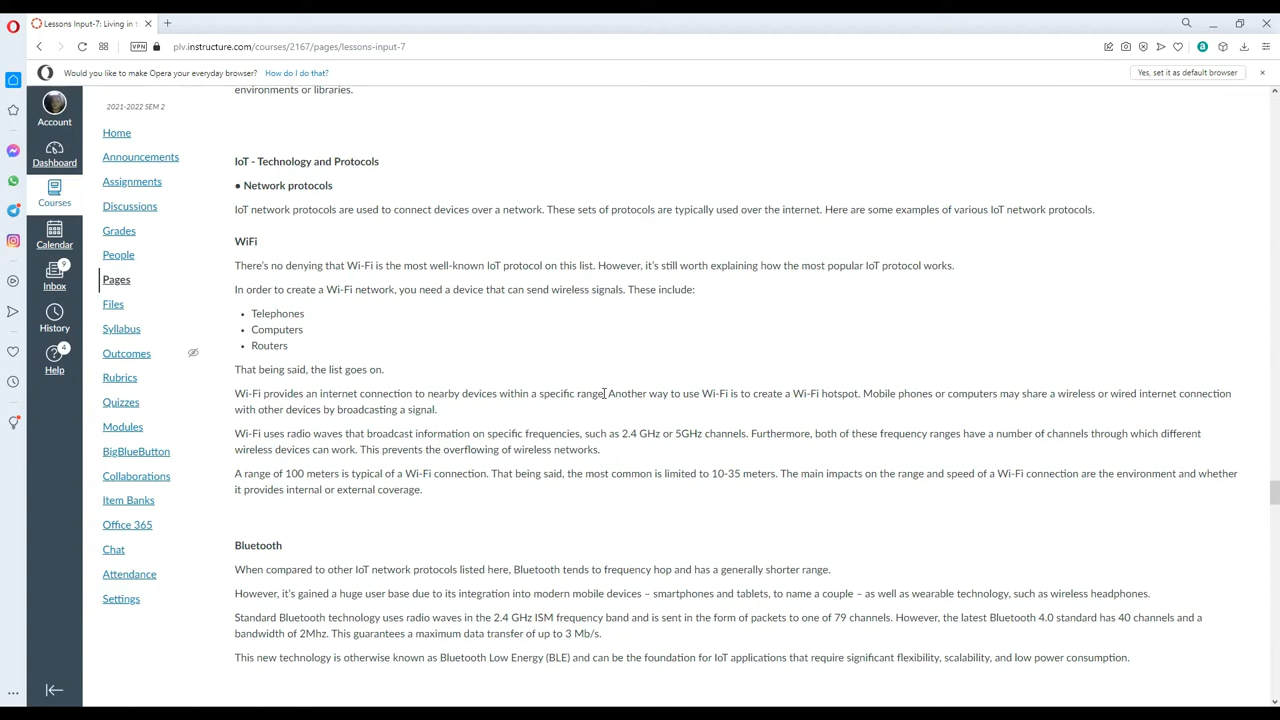 Lessons Input-7: Living in
VPN
plv.instructure.com/courses/2167/pages/lessons-input-7
Would you like to make Opera your everyday browser? How do I do that?
Yes, set it as default browser
Account
Dashboard
Courses
Calendar
9
Inbox
History
4
Help
2021-2022 SEM 2
Home
Announcements
Assignments
Discussions
Grades
People
Pages
Files
Syllabus
Outcomes
Rubrics
Quizzes
Modules
BigBlueButton
Collaborations
Item Banks
Office 365
Chat
Attendance
Settings
environments or libraries.
IoT - Technology and Protocols
● Network protocols
IoT network protocols are used to connect devices over a network. These sets of protocols are typically used over the internet. Here are some examples of various IoT network protocols.
WiFi
There's no denying that Wi-Fi is the most well-known IoT protocol on this list. However, it's still worth explaining how the most popular IoT protocol works.
In order to create a Wi-Fi network, you need a device that can send wireless signals. These include:
• Telephones
• Computers
• Routers
That being said, the list goes on.
Wi-Fi provides an internet connection to nearby devices within a specific range. Another way to use Wi-Fi is to create a Wi-Fi hotspot. Mobile phones or computers may share a wireless or wired internet connection
with other devices by broadcasting a signal.
Wi-Fi uses radio waves that broadcast information on specific frequencies, such as 2.4 GHz or 5GHz channels. Furthermore, both of these frequency ranges have a number of channels through which different
wireless devices can work. This prevents the overflowing of wireless networks.
A range of 100 meters is typical of a Wi-Fi connection. That being said, the most common is limited to 10-35 meters. The main impacts on the range and speed of a Wi-Fi connection are the environment and whether
it provides internal or external coverage.
Bluetooth
When compared to other IoT network protocols listed here, Bluetooth tends to frequency hop and has a generally shorter range.
However, it's gained a huge user base due to its integration into modern mobile devices – smartphones and tablets, to name a couple – as well as wearable technology, such as wireless headphones.
Standard Bluetooth technology uses radio waves in the 2.4 GHz ISM frequency band and is sent in the form of packets to one of 79 channels. However, the latest Bluetooth 4.0 standard has 40 channels and a
bandwidth of 2Mhz. This guarantees a maximum data transfer of up to 3 Mb/s.
This new technology is otherwise known as Bluetooth Low Energy (BLE) and can be the foundation for IoT applications that require significant flexibility, scalability, and low power consumption.